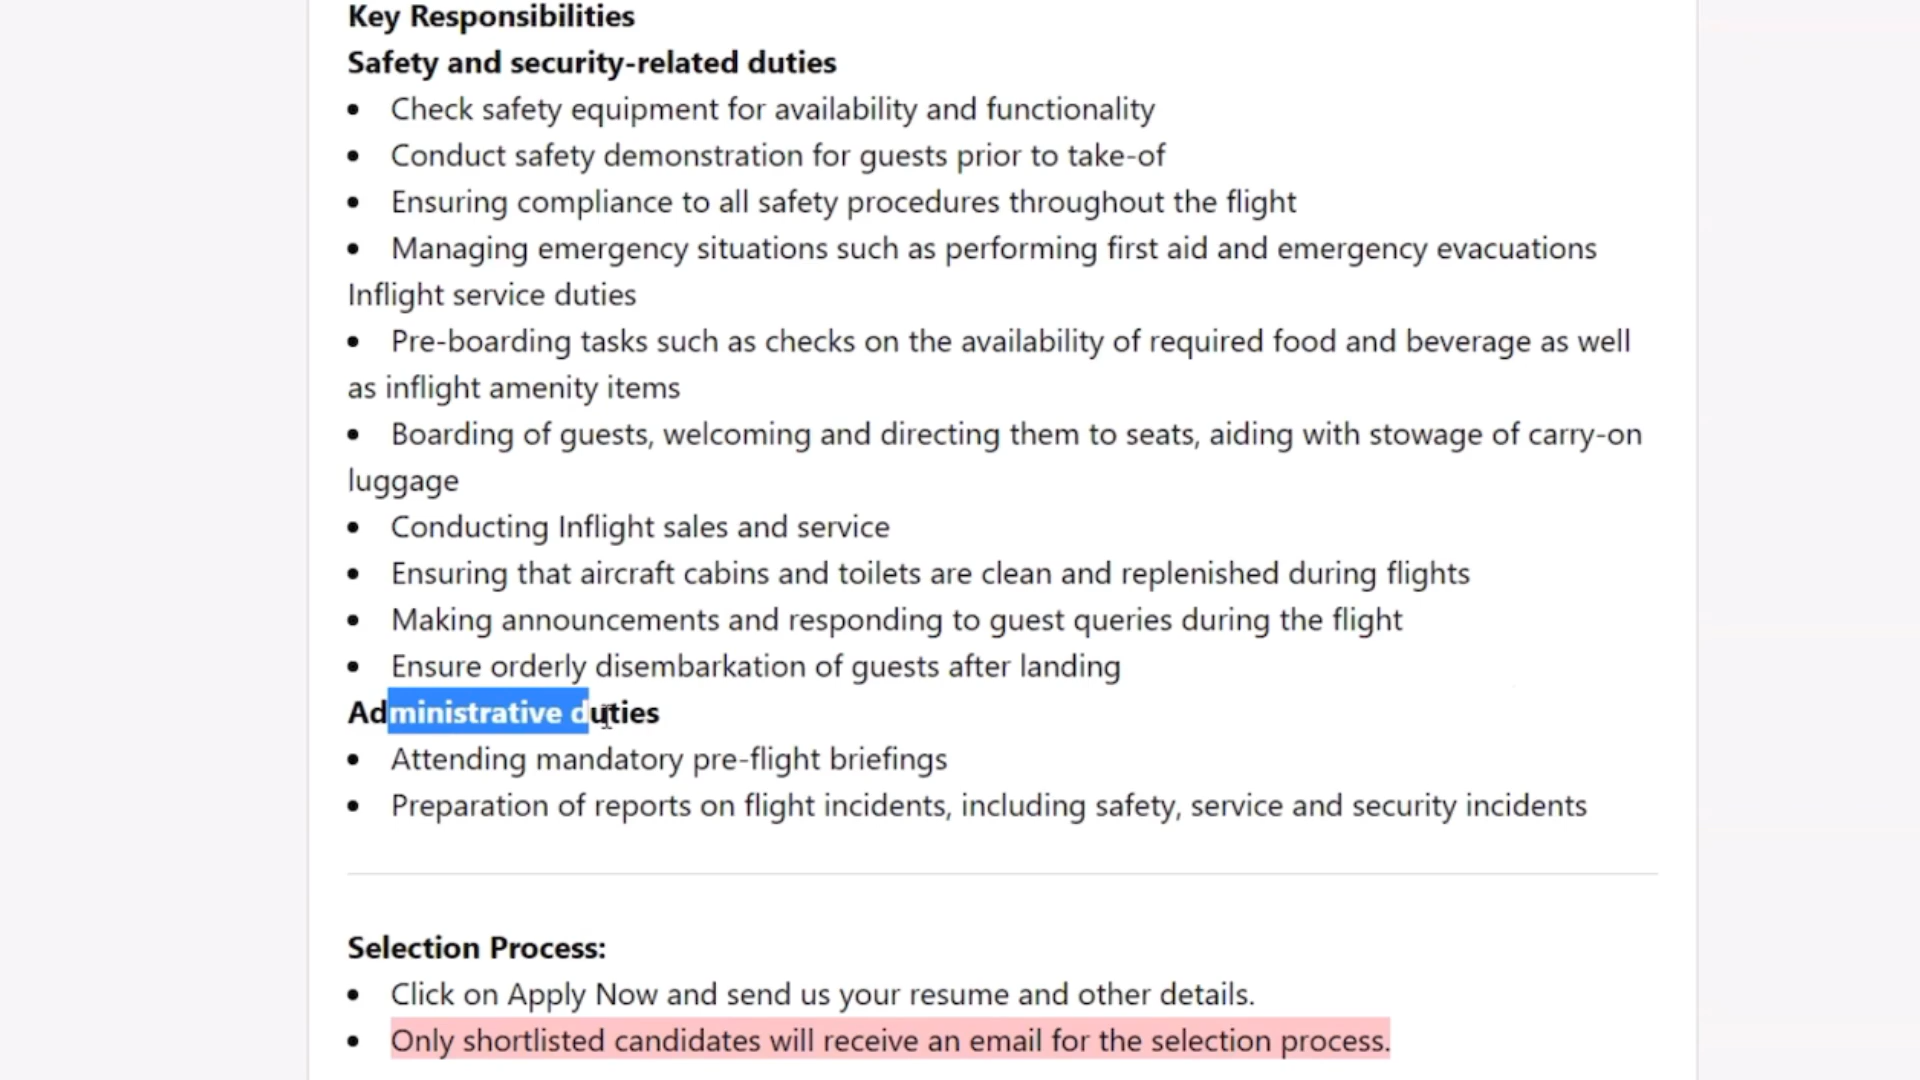 Key Responsibilities
Safety and security-related duties
• Check safety equipment for availability and functionality
• Conduct safety demonstration for guests prior to take-of
• Ensuring compliance to all safety procedures throughout the flight
• Managing emergency situations such as performing first aid and emergency evacuations
Inflight service duties
• Pre-boarding tasks such as checks on the availability of required food and beverage as well
as inflight amenity items
• Boarding of guests, welcoming and directing them to seats, aiding with stowage of carry-on
luggage
• Conducting Inflight sales and service
• Ensuring that aircraft cabins and toilets are clean and replenished during flights
• Making announcements and responding to guest queries during the flight
• Ensure orderly disembarkation of guests after landing
Administrative duties
• Attending mandatory pre-flight briefings
• Preparation of reports on flight incidents, including safety, service and security incidents
Selection Process:
• Click on Apply Now and send us your resume and other details.
• Only shortlisted candidates will receive an email for the selection process.